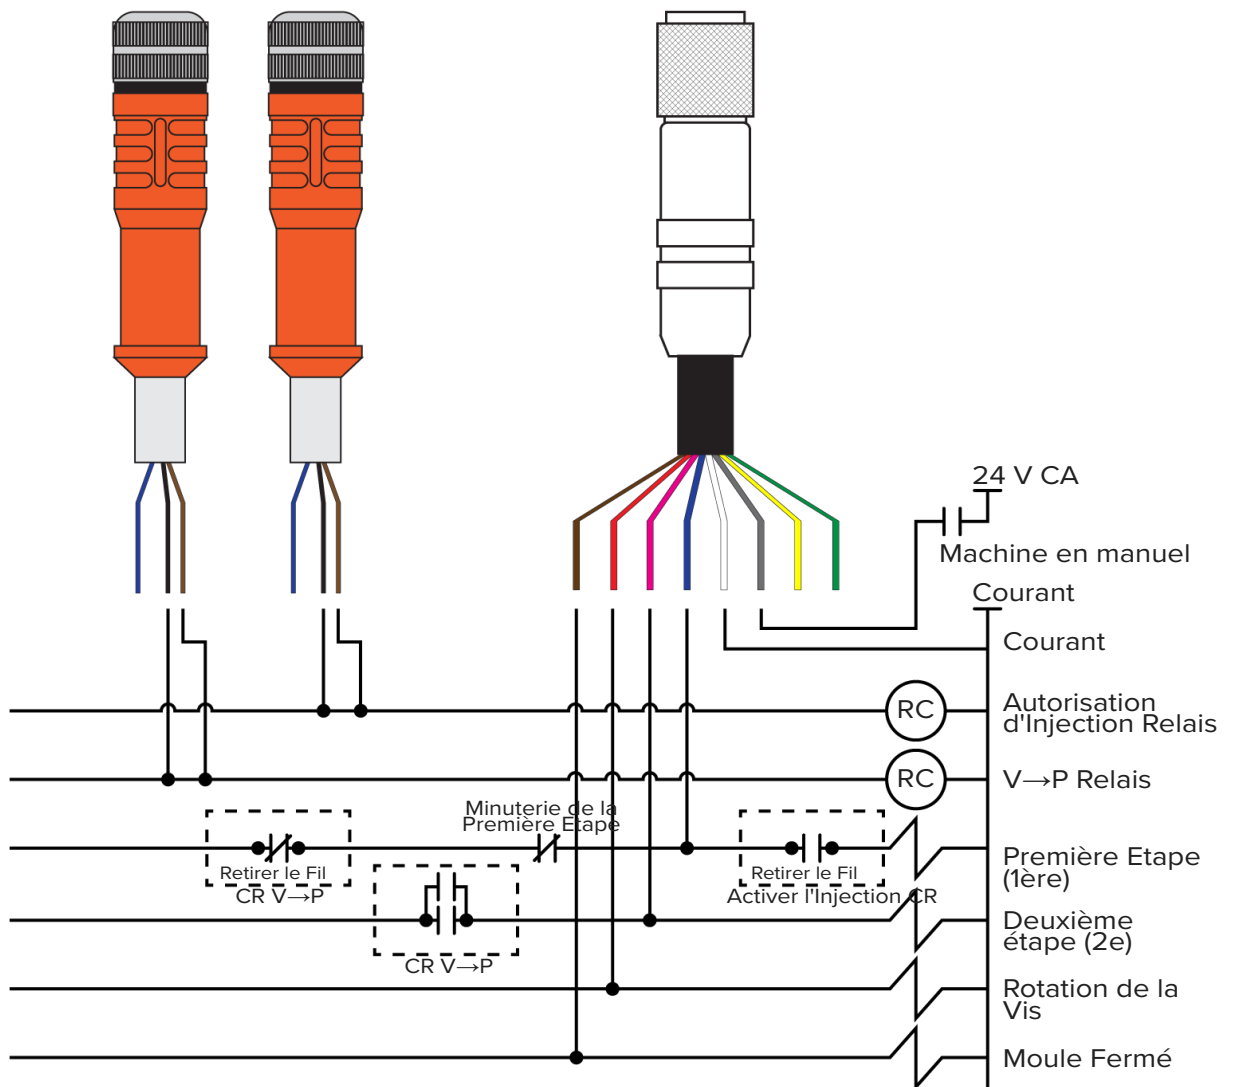 24 V CA
Machine en manuel
Courant
Courant
RC
Autorisation
d'Injection Relais
RC
V→P Relais
Minuterie de la
Première Etape
Retirer le Fil
CR V→P
Retirer le Fil
Activer l'Injection CR
Première Etape
(1ère)
CR V→P
Deuxième
étape (2e)
Rotation de la
Vis
Moule Fermé